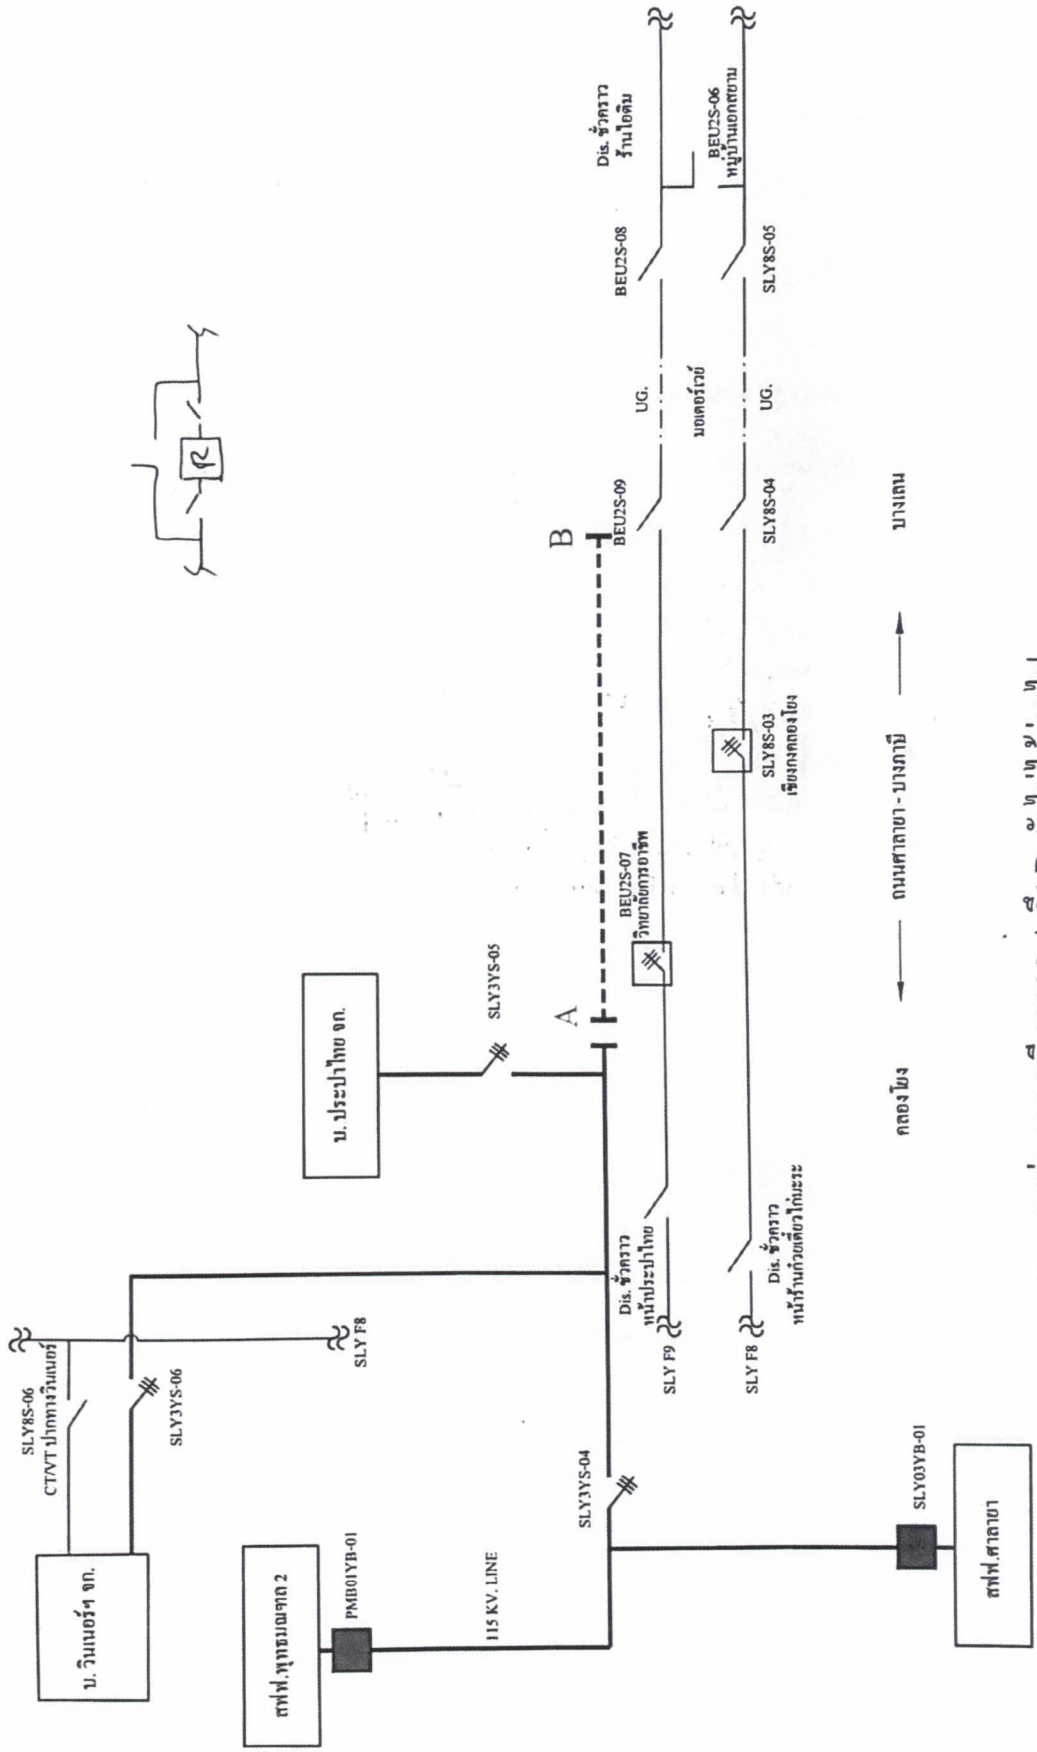 SLY8S-06
CT/VT ปากทางวินเนอร์
บ. วินเนอร์ฯ จก.
SLY3YS-06
SLY F8
สฟฟ.พุทธมณฑล 2
PMB01YB-01
115 KV. LINE
SLY3YS-04
SLY03YB-01
สฟฟ.ศาลายา
บ. ประปาไทย จก.
SLY3YS-05
A
B
R
Dis. ชั่วคราว
หน้าประปาไทย
SLY F9
BEU2S-07
วิทยาลัยการอาชีพ
BEU2S-09
UG.
BEU2S-08
Dis. ชั่วคราว
ร้านไอติม
มอเตอร์เวย์
BEU2S-06
หมู่บ้านเอกสยาม
SLY F8
Dis. ชั่วคราว
หน้าร้านก๋วยเตี๋ยวไก่มะระ
SLY8S-03
เชียงกงคลองโยง
SLY8S-04
UG.
SLY8S-05
คลองโยง
ถนนศาลายา - บางภาษี
บางเลน